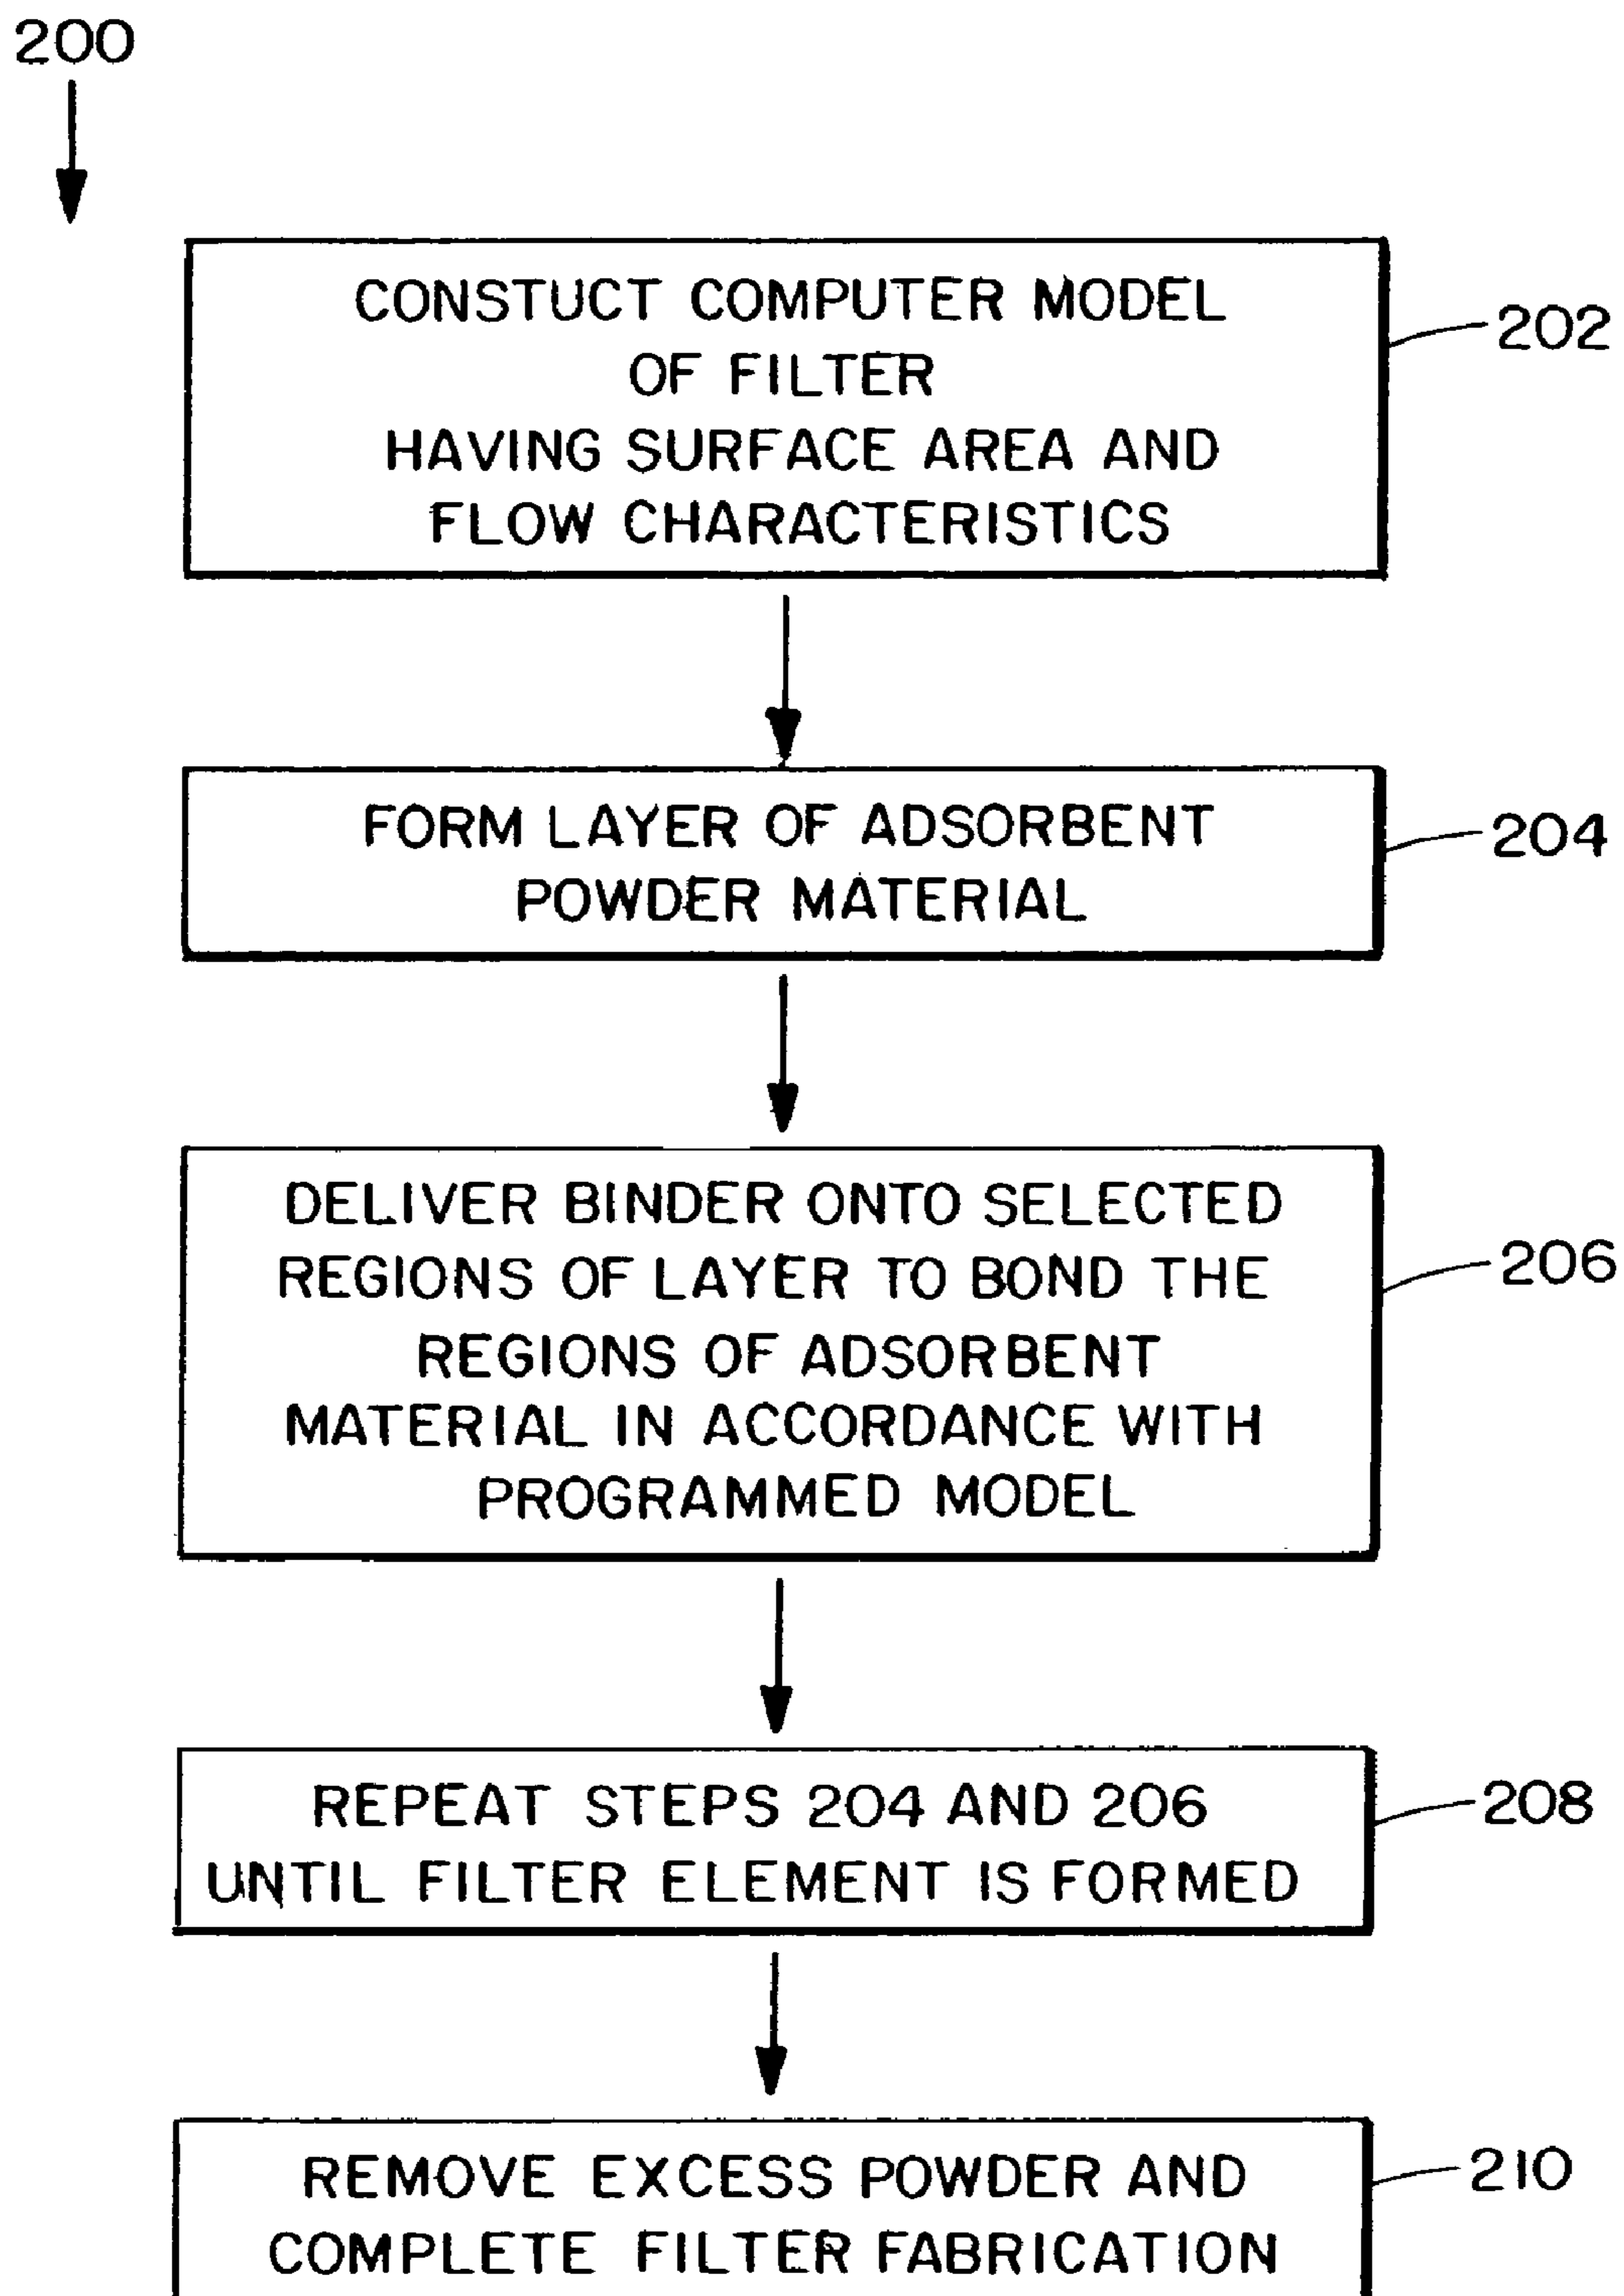 200
CONSTUCT COMPUTER MODEL
OF FILTER
HAVING SURFACE AREA AND
FLOW CHARACTERISTICS
202
FORM LAYER OF ADSORBENT
POWDER MATERIAL
204
DELIVER BINDER ONTO SELECTED
REGIONS OF LAYER TO BOND THE
REGIONS OF ADSORBENT
MATERIAL IN ACCORDANCE WITH
PROGRAMMED MODEL
206
REPEAT STEPS 204 AND 206
UNTIL FILTER ELEMENT IS FORMED
208
REMOVE EXCESS POWDER AND
COMPLETE FILTER FABRICATION
210